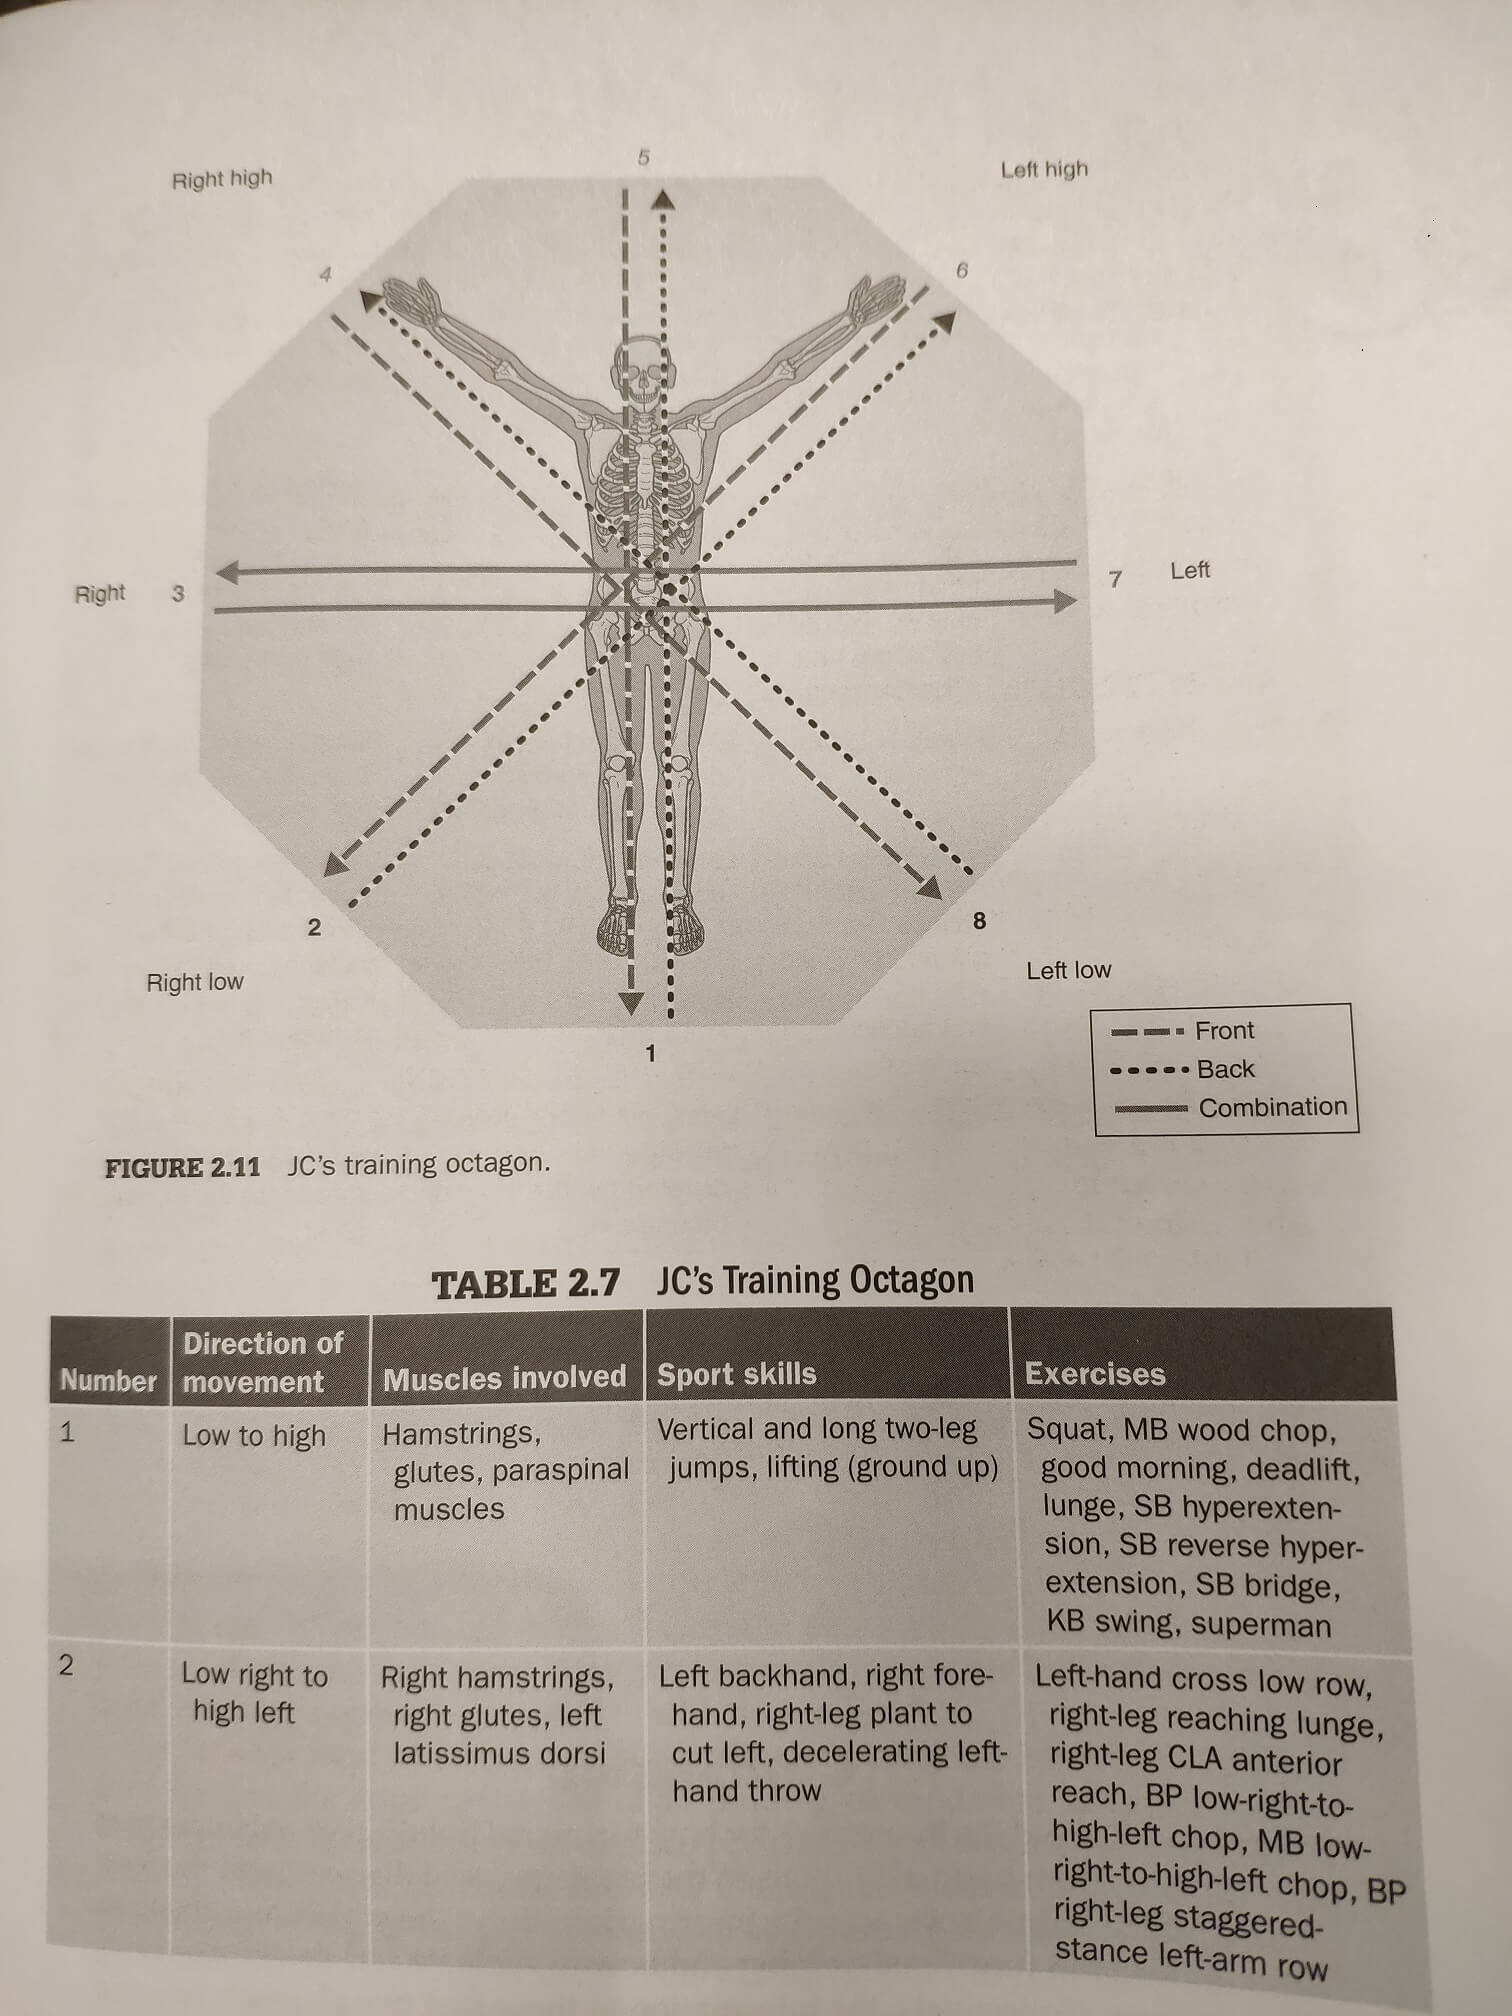 5
Right high
Left high
4
6
Right 3
7 Left
2
8
Right low
Left low
1
Front
Back
Combination
FIGURE 2.11 JC's training octagon.
TABLE 2.7 JC's Training Octagon
Number
Direction of
movement
Muscles involved
Sport skills
Exercises
1
Low to high
Hamstrings,
glutes, paraspinal
muscles
Vertical and long two-leg
jumps, lifting (ground up)
Squat, MB wood chop,
good morning, deadlift,
lunge, SB hyperexten-
sion, SB reverse hyper-
extension, SB bridge,
KB swing, superman
2
Low right to
high left
Right hamstrings,
right glutes, left
latissimus dorsi
Left backhand, right fore-
hand, right-leg plant to
cut left, decelerating left-
hand throw
Left-hand cross low row,
right-leg reaching lunge,
right-leg CLA anterior
reach, BP low-right-to-
high-left chop, MB low-
right-to-high-left chop, BP
right-leg staggered-
stance left-arm row